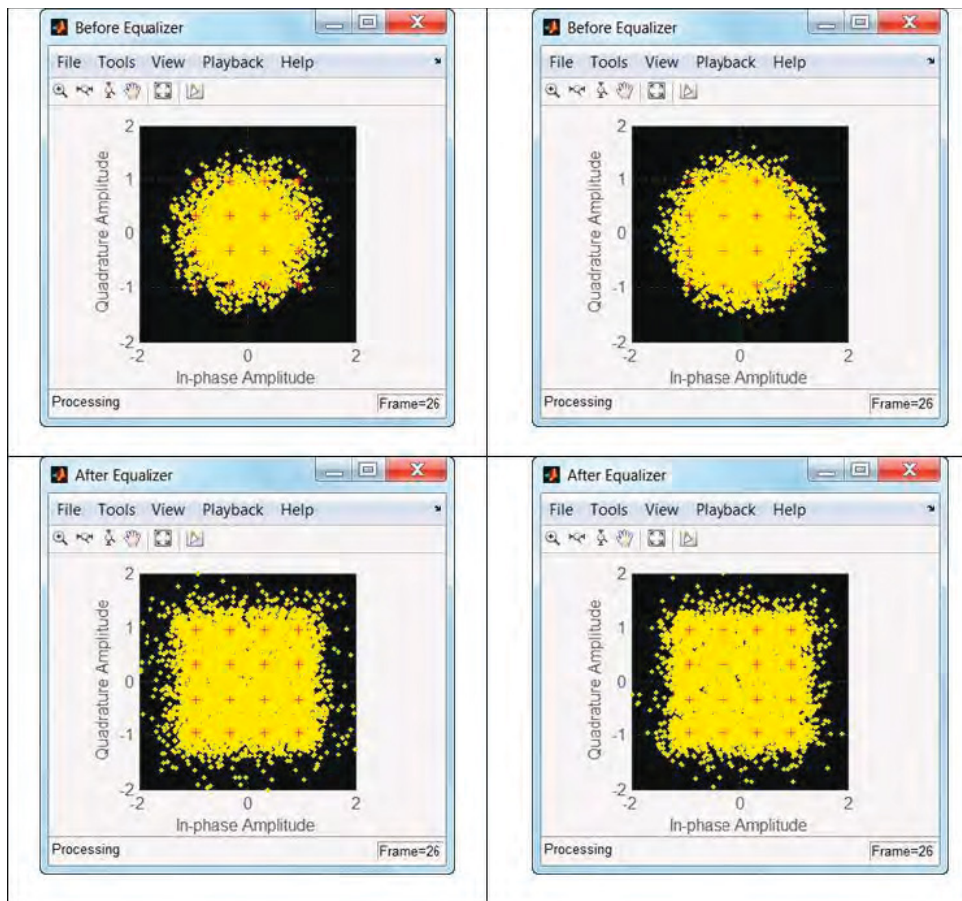 Before Equalizer
File Tools View Playback Help
2
1
0
-1
-2
-2 0 2
Quadrature Amplitude
In-phase Amplitude
Processing Frame=26
Before Equalizer
File Tools View Playback Help
2
1
0
-1
-2
-2 0 2
Quadrature Amplitude
In-phase Amplitude
Processing Frame=26
After Equalizer
File Tools View Playback Help
2
1
0
-1
-2
-2 0 2
Quadrature Amplitude
In-phase Amplitude
Processing Frame=26
After Equalizer
File Tools View Playback Help
2
1
0
-1
-2
-2 0 2
Quadrature Amplitude
In-phase Amplitude
Processing Frame=26